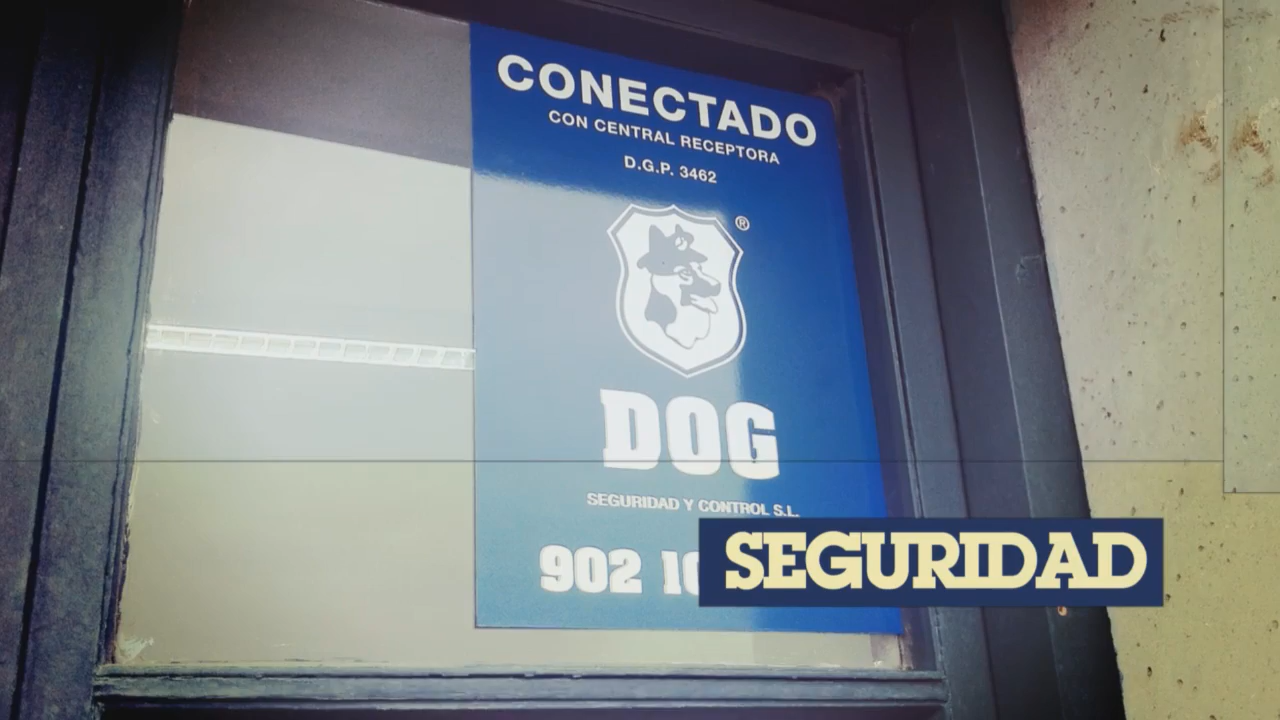 CONECTADO
CON CENTRAL RECEPTORA
D.G.P. 3462
®
DOG
SEGURIDAD Y CONTROL S.L.
902 10
SEGURIDAD